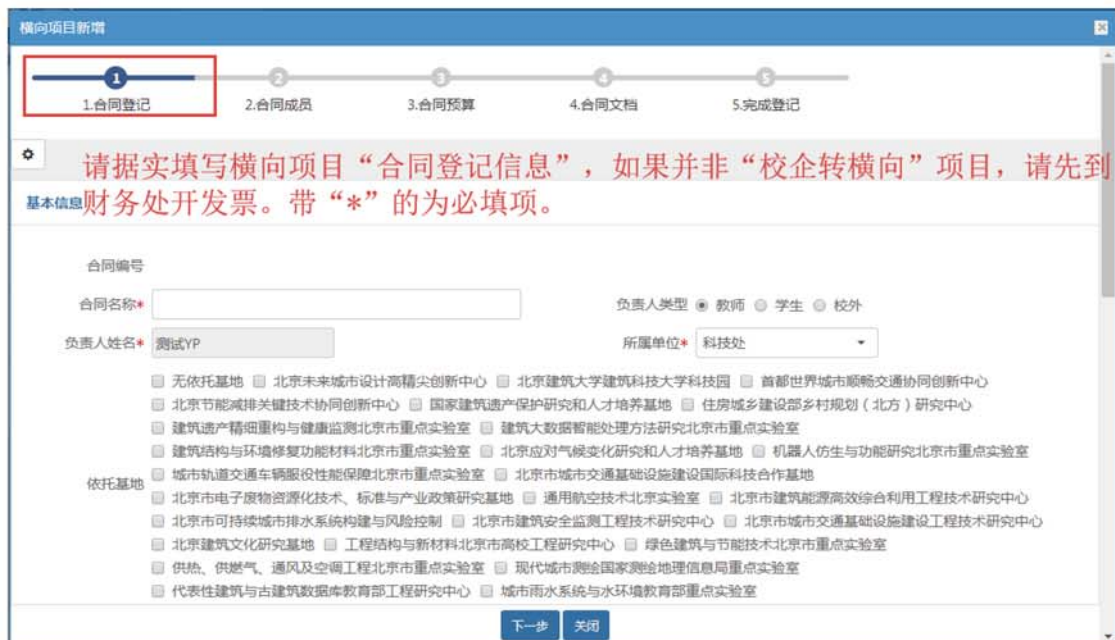 横向项目新增
1 2 3 4 5
1.合同登记 2.合同成员 3.合同预算 4.合同文档 5.完成登记
请据实填写横向项目“合同登记信息”，如果并非“校企转横向”项目，请先到
基本信息 财务处开发票。带“*”的为必填项。
合同编号
合同名称* 负责人类型 教师 学生 校外
负责人姓名* 测试YP 所属单位* 科技处
无依托基地 北京未来城市设计高精尖创新中心 北京建筑大学建筑科技大学科技园 首都世界城市顺畅交通协同创新中心
北京节能减排关键技术协同创新中心 国家建筑遗产保护研究和人才培养基地 住房城乡建设部乡村规划（北方）研究中心
建筑遗产精细重构与健康监测北京市重点实验室 建筑大数据智能处理方法研究北京市重点实验室
建筑结构与环境修复功能材料北京市重点实验室 北京应对气候变化研究和人才培养基地 机器人仿生与功能研究北京市重点实验室
依托基地 城市轨道交通车辆服役性能保障北京市重点实验室 北京市城市交通基础设施建设国际科技合作基地
北京市电子废物资源化技术、标准与产业政策研究基地 通用航空技术北京实验室 北京市建筑能源高效综合利用工程技术研究中心
北京市可持续城市排水系统构建与风险控制 北京市建筑安全监测工程技术研究中心 北京市城市交通基础设施建设工程技术研究中心
北京建筑文化研究基地 工程结构与新材料北京市高校工程研究中心 绿色建筑与节能技术北京市重点实验室
供热、供燃气、通风及空调工程北京市重点实验室 现代城市测绘国家测绘地理信息局重点实验室
代表性建筑与古建筑数据库教育部工程研究中心 城市雨水系统与水环境教育部重点实验室
下一步 关闭